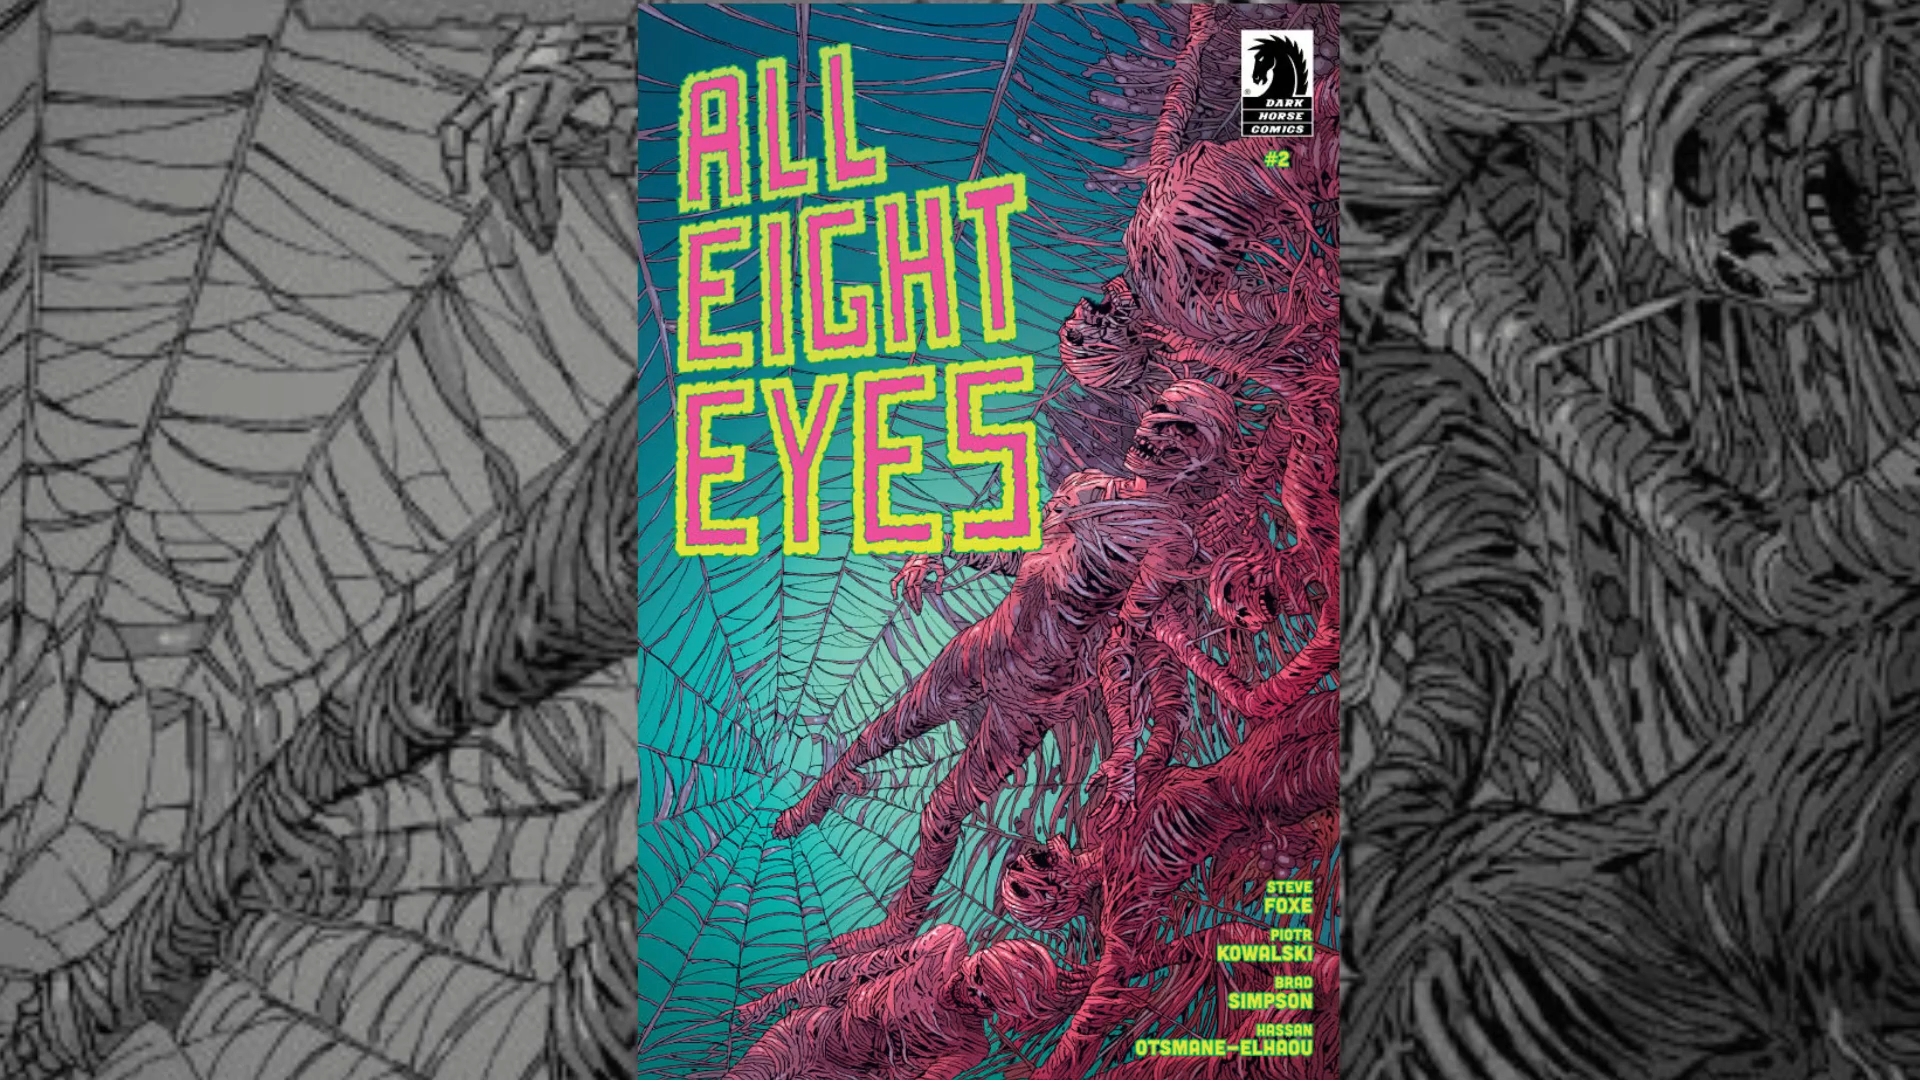 ALL
EIGHT
EYES
DARK
HORSE
COMICS
#2
STEVE
FOXE
PIOTR
KOWALSKI
BRAD
SIMPSON
HASSAN
OTSMANE-ELHAOU